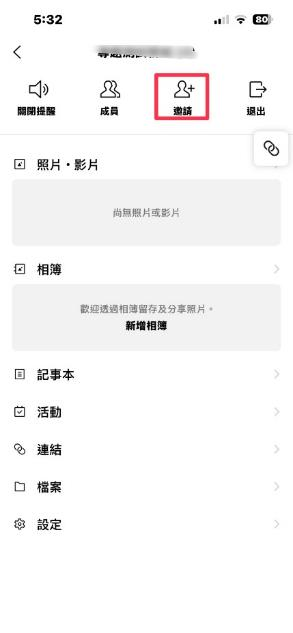 5:32
80
關閉提醒
成員
邀請
退出
照片・影片
尚無照片或影片
相簿
歡迎透過相簿留存及分享照片。
新增相簿
記事本
活動
連結
檔案
設定